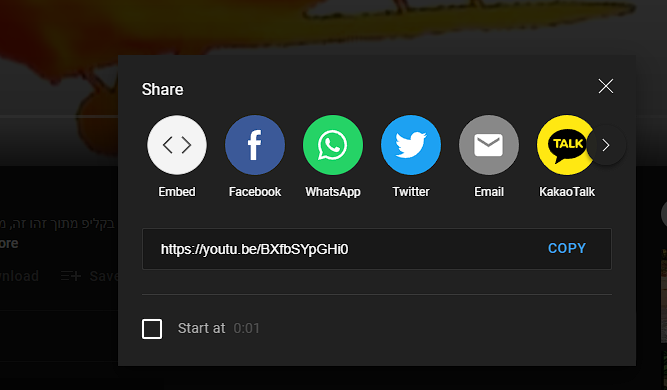 Share
TALK
Embed
Facebook
WhatsApp
Twitter
Email
KakaoTalk
https://youtu.be/BXfbSYpGHi0
COPY
בקליפ מתוך זהו זה,
ore
wnload
Save
Start at 0:01